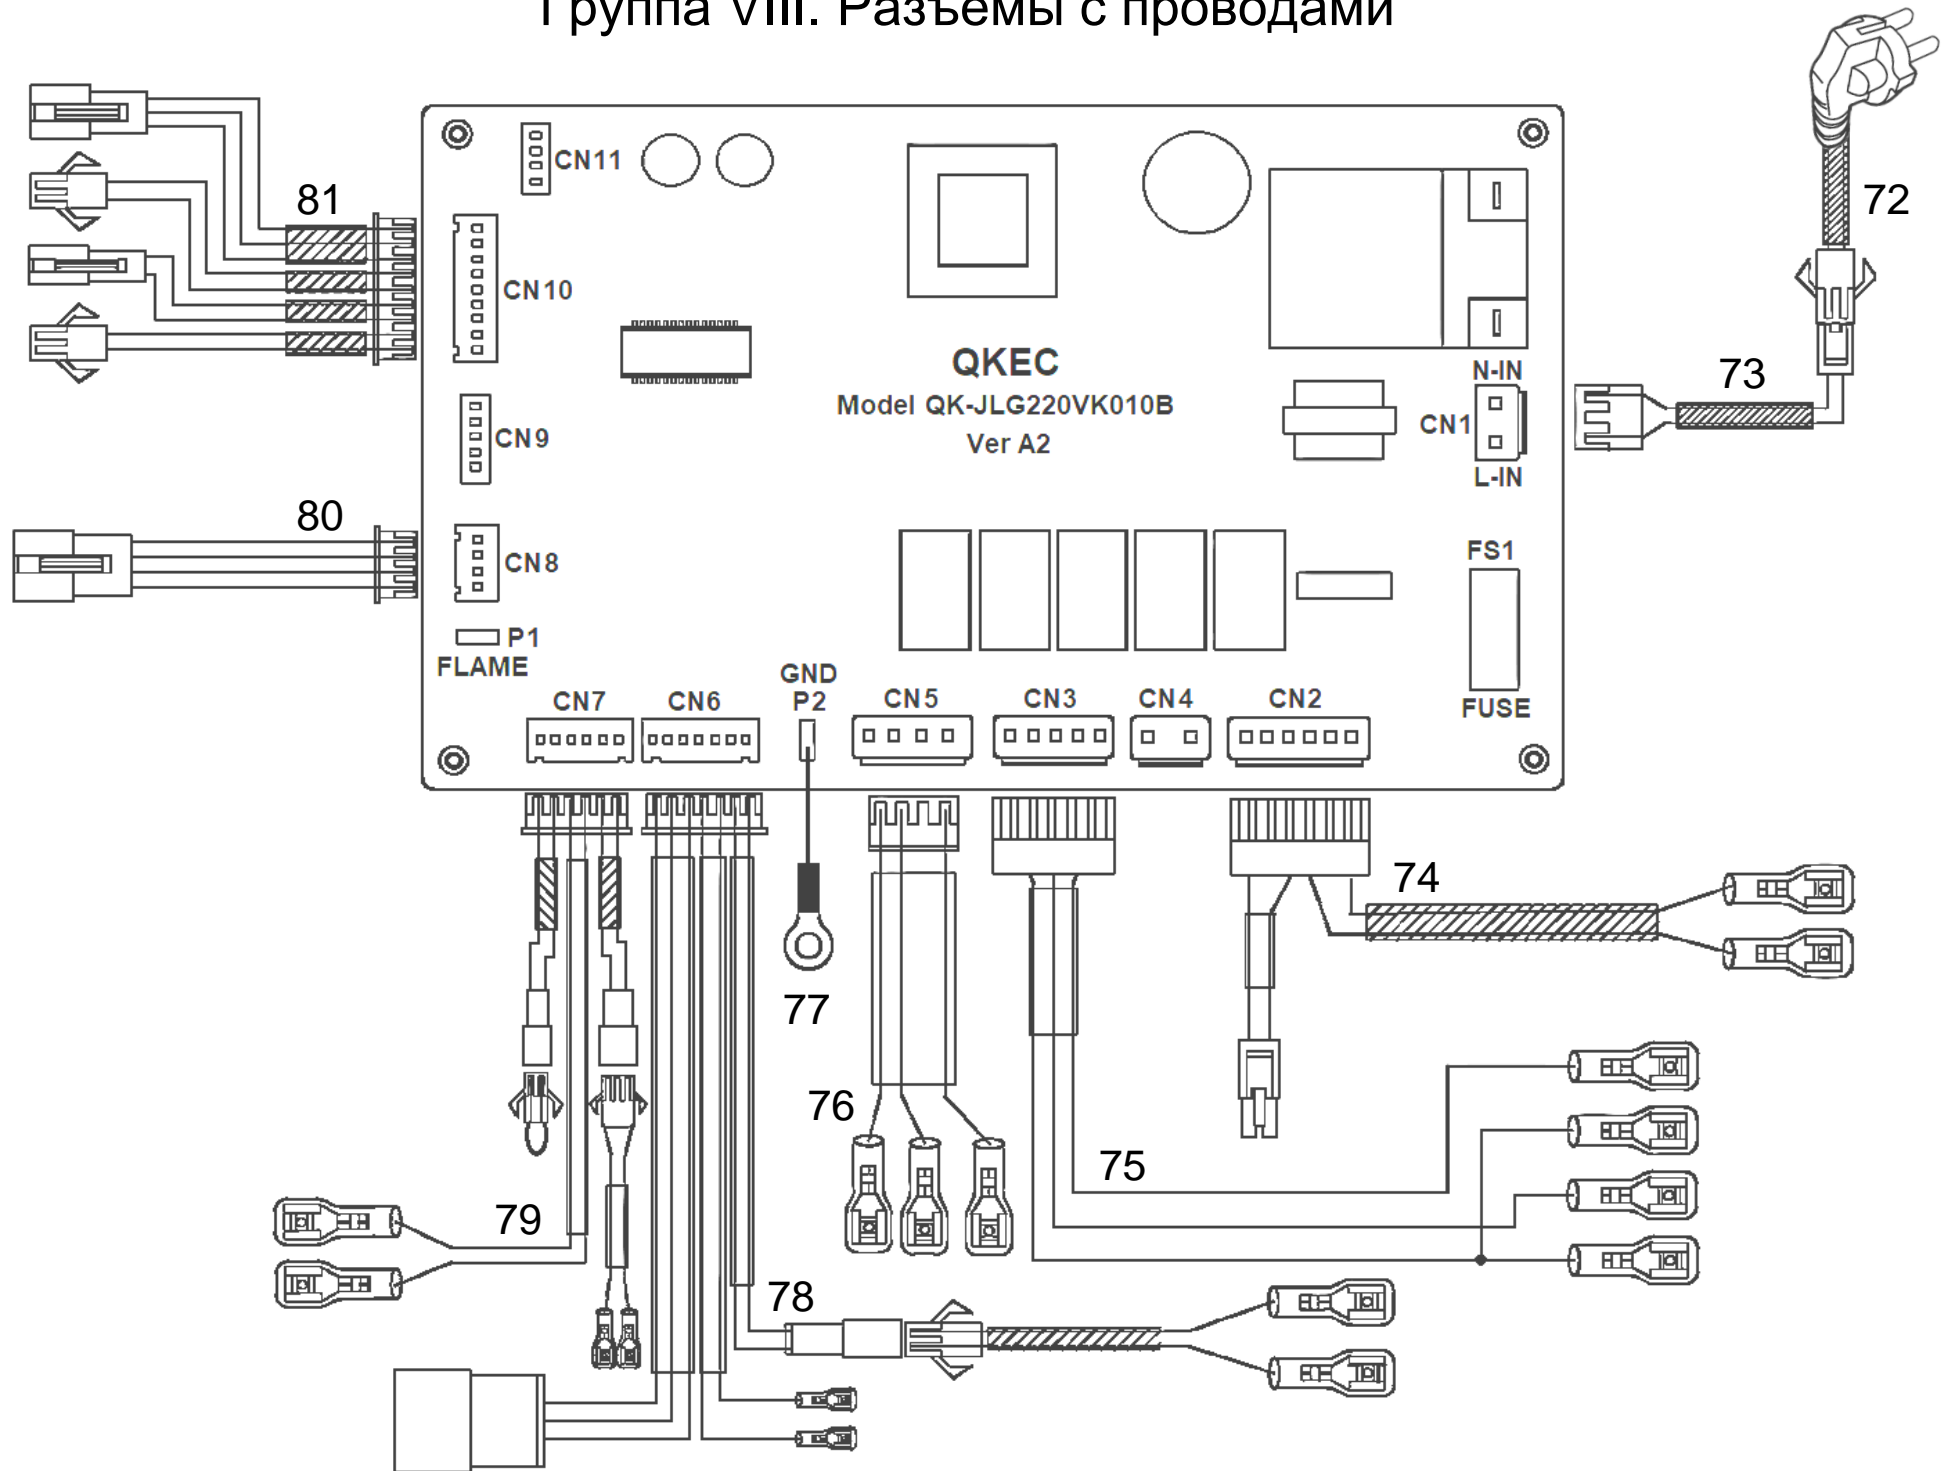 Группа VIII. Разъемы с проводами
72
81
CN11
CN10
QKEC
Model QK-JLG220VK010B
Ver A2
N-IN
CN1
L-IN
73
CN9
80
CN8
P1
FLAME
FS1
FUSE
CN7
CN6
GND
P2
CN5
CN3
CN4
CN2
74
77
76
75
79
78